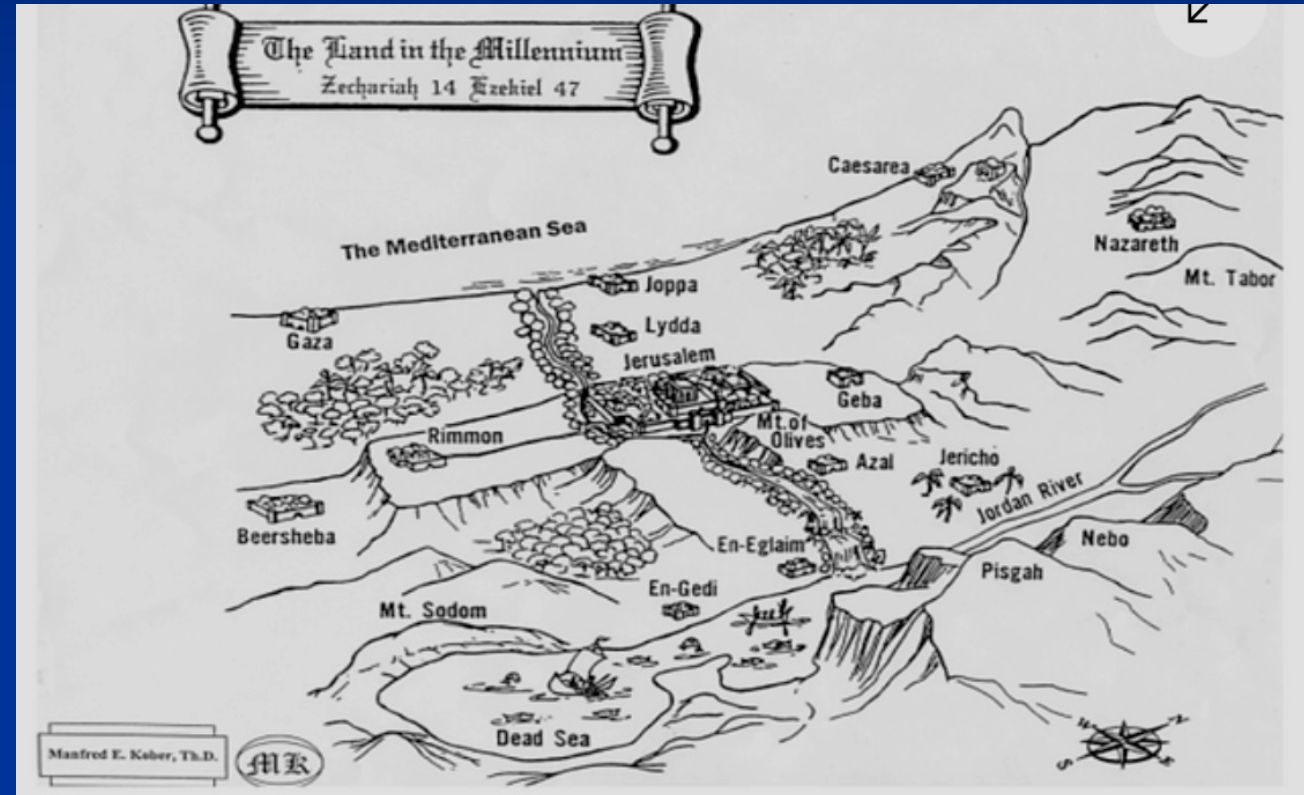 The Land in the Millennium
Zechariah 14 Ezekiel 47
Caesarea
The Mediterranean Sea
Nazareth
Mt. Tabor
Joppa
Gaza
Lydda
Jerusalem
Geba
Mt. of
Olives
Rimmon
Azal
Jericho
Jordan River
Beersheba
En-Eglaim
Nebo
Pisgah
En-Gedi
Mt. Sodom
Dead Sea
W N
S E
Manfred E. Kober, Th.D.
MK